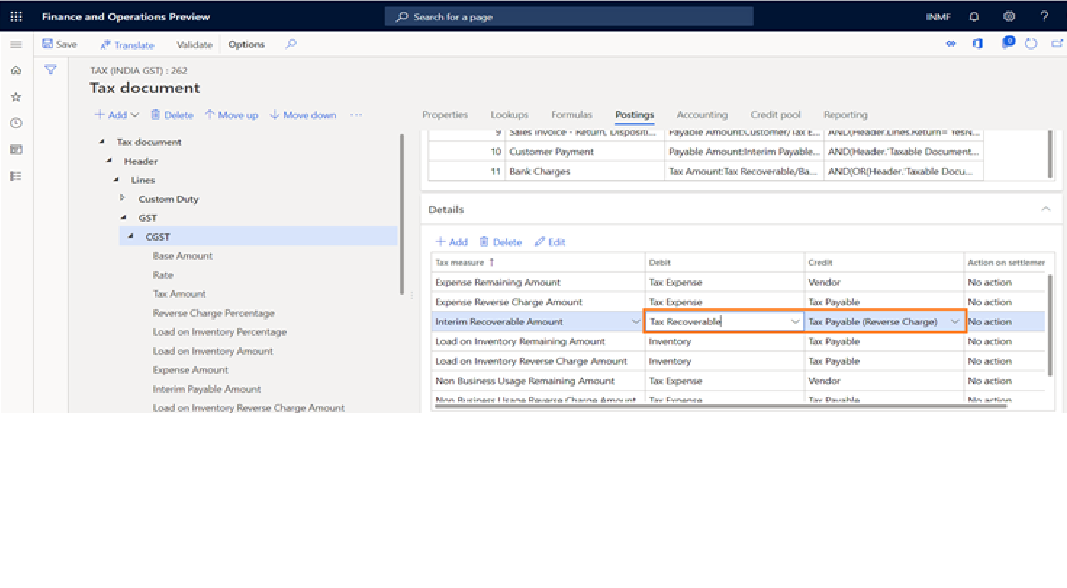 Finance and Operations Preview
Search for a page
INMF
Save Translate Validate Options
TAX (INDIA GST) : 262
Tax document
Add Delete Move up Move down ...
Properties Lookups Formulas Postings Accounting Credit pool Reporting
Tax document
Header
Lines
Custom Duty
GST
CGST
Base Amount
Rate
Tax Amount
Reverse Charge Percentage
Load on Inventory Percentage
Load on Inventory Amount
Expense Amount
Interim Payable Amount
Load on Inventory Reverse Charge Amount
9 Sales Invoice - Return, Dispositi... Payable Amount:Customer/Tax E... AND(Header.Lines.Return= YesN...
10 Customer Payment Payable Amount:Interim Payable... AND(Header.'Taxable Document...
11 Bank Charges Tax Amount:Tax Recoverable/Ba... AND(OR(Header.'Taxable Docu...
Details
Add Delete Edit
Tax measure Debit Credit Action on settlemer
Expense Remaining Amount Tax Expense Vendor No action
Expense Reverse Charge Amount Tax Expense Tax Payable No action
Interim Recoverable Amount Tax Recoverable Tax Payable (Reverse Charge) No action
Load on Inventory Remaining Amount Inventory Tax Payable No action
Load on Inventory Reverse Charge Amount Inventory Tax Payable No action
Non Business Usage Remaining Amount Tax Expense Vendor No action
Non Business Usage Reverse Charge Amount Tax Expense Tax Payable No action